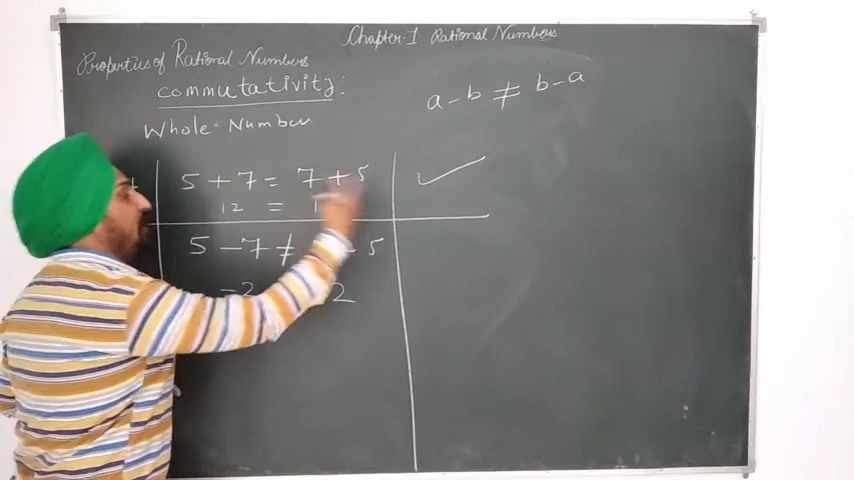 Chapter-1 Rational Numbers
Properties of Rational Numbers
commutativity:
a-b ≠ b-a
Whole-Number
+ 5+7= 7+5 ✓
12 =
5-7 ≠ - 5
-2 2